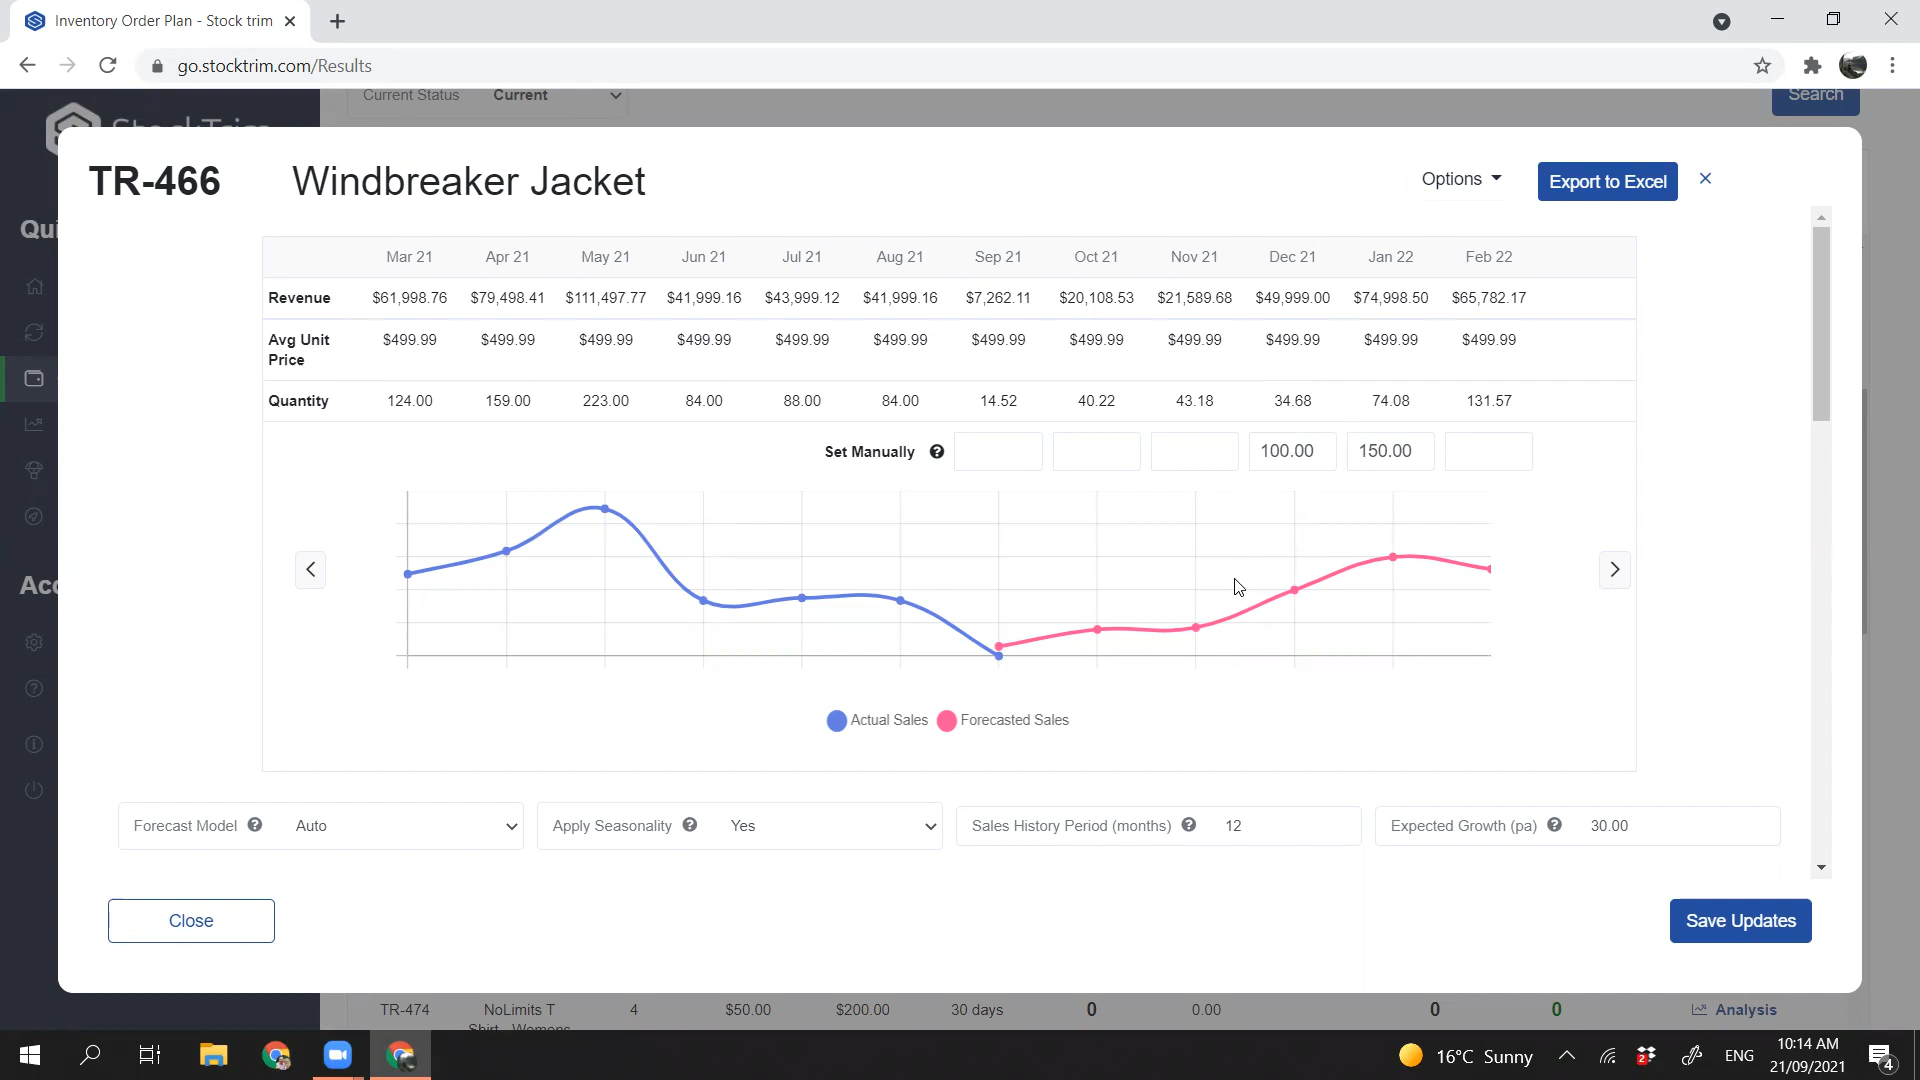 Inventory Order Plan - Stock trim
go.stocktrim.com/Results
Current Status Current
Search
StockTrim
TR-466 Windbreaker Jacket
Options
Export to Excel
Mar 21 Apr 21 May 21 Jun 21 Jul 21 Aug 21 Sep 21 Oct 21 Nov 21 Dec 21 Jan 22 Feb 22
Revenue $61,998.76 $79,498.41 $111,497.77 $41,999.16 $43,999.12 $41,999.16 $7,262.11 $20,108.53 $21,589.68 $49,999.00 $74,998.50 $65,782.17
Avg Unit Price $499.99 $499.99 $499.99 $499.99 $499.99 $499.99 $499.99 $499.99 $499.99 $499.99 $499.99 $499.99
Quantity 124.00 159.00 223.00 84.00 88.00 84.00 14.52 40.22 43.18 34.68 74.08 131.57
Set Manually 100.00 150.00
Actual Sales Forecasted Sales
Forecast Model Auto
Apply Seasonality Yes
Sales History Period (months) 12
Expected Growth (pa) 30.00
Close
Save Updates
TR-474 NoLimits T 4 $50.00 $200.00 30 days 0 0.00 0 0 Analysis
Shirt - Womens
16°C Sunny
2
ENG
10:14 AM
21/09/2021
4